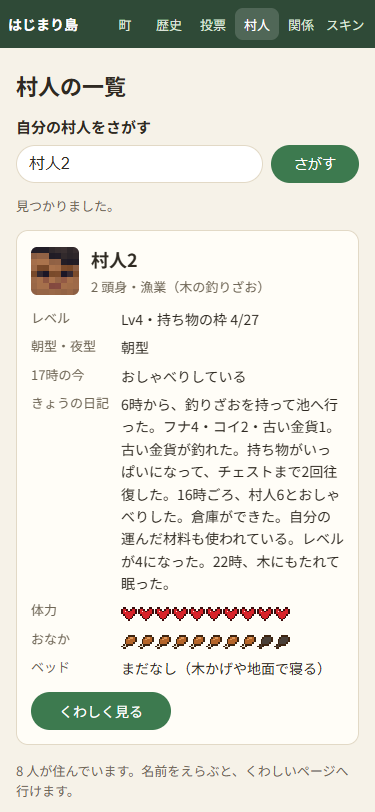 はじまり島 町 歴史 投票 村人 関係 スキン
村人の一覧
自分の村人をさがす
村人2 さがす
見つかりました。
村人2
2 頭身・漁業（木の釣りざお）
レベル Lv4・持ち物の枠 4/27
朝型・夜型 朝型
17時の今 おしゃべりしている
きょうの日記 6時から、釣りざおを持って池へ行
った。フナ4・コイ2・古い金貨1。
古い金貨が釣れた。持ち物がいっ
ぱいになって、チェストまで2回往
復した。16時ごろ、村人6とおしゃ
べりした。倉庫ができた。自分の
運んだ材料も使われている。レベル
が4になった。22時、木にもたれて
眠った。
体力
おなか
ベッド まだなし（木かげや地面で寝る）
くわしく見る
8 人が住んでいます。名前をえらぶと、くわしいページへ
行けます。